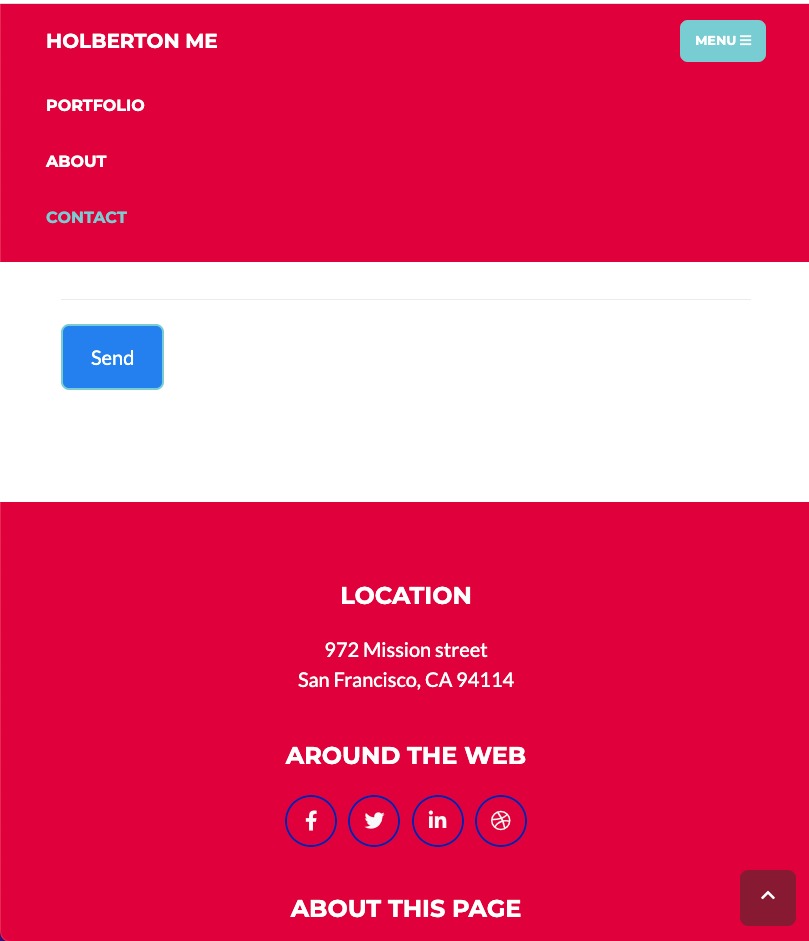 HOLBERTON ME
MENU
PORTFOLIO
ABOUT
CONTACT
Send
LOCATION
972 Mission street
San Francisco, CA 94114
AROUND THE WEB
ABOUT THIS PAGE